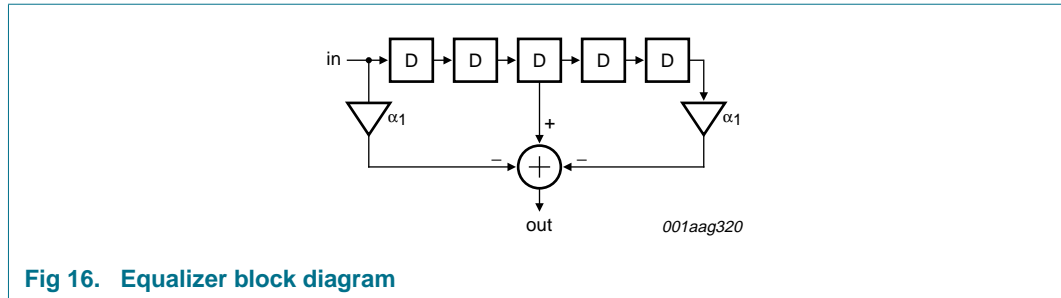 in D D D D D
α1 α1
+
− + −
out 001aag320
Fig 16. Equalizer block diagram